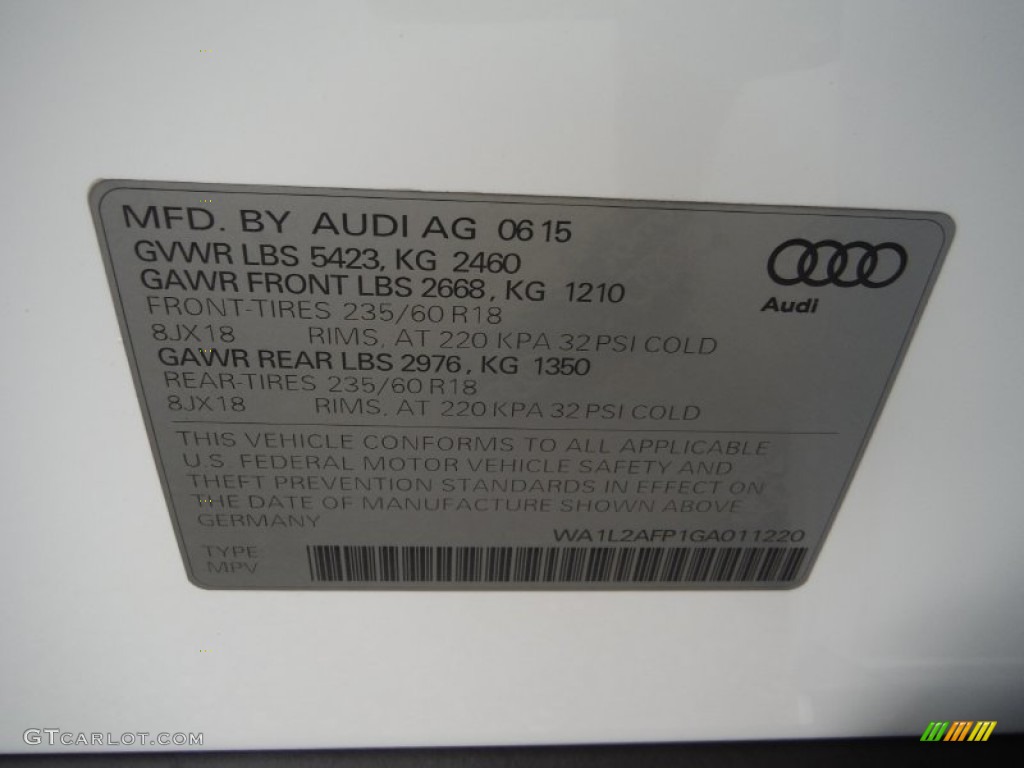 MFD. BY AUDI AG 06 15
GVWR LBS 5423, KG 2460
GAWR FRONT LBS 2668, KG 1210
FRONT-TIRES 235/60 R18
8JX18 RIMS, AT 220 KPA 32 PSI COLD
GAWR REAR LBS 2976, KG 1350
REAR-TIRES 235/60 R18
8JX18 RIMS, AT 220 KPA 32 PSI COLD
Audi
THIS VEHICLE CONFORMS TO ALL APPLICABLE
U.S. FEDERAL MOTOR VEHICLE SAFETY AND
THEFT PREVENTION STANDARDS IN EFFECT ON
THE DATE OF MANUFACTURE SHOWN ABOVE
GERMANY
WA1L2AFP1GA011220
TYPE
MPV
GTCARLOT.COM